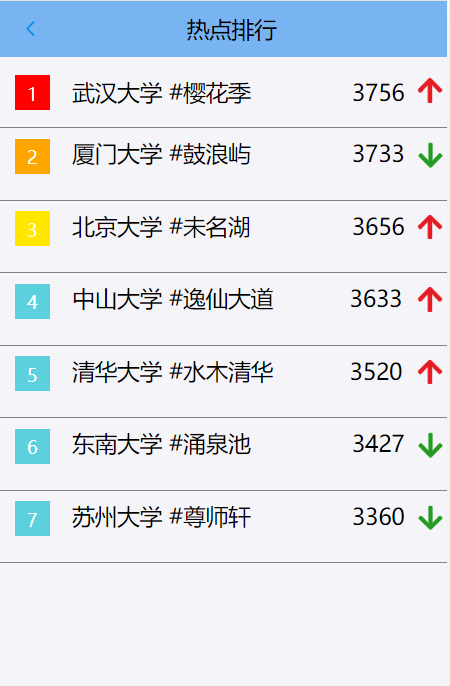 热点排行
1 武汉大学 #樱花季 3756
2 厦门大学 #鼓浪屿 3733
3 北京大学 #未名湖 3656
4 中山大学 #逸仙大道 3633
5 清华大学 #水木清华 3520
6 东南大学 #涌泉池 3427
7 苏州大学 #尊师轩 3360